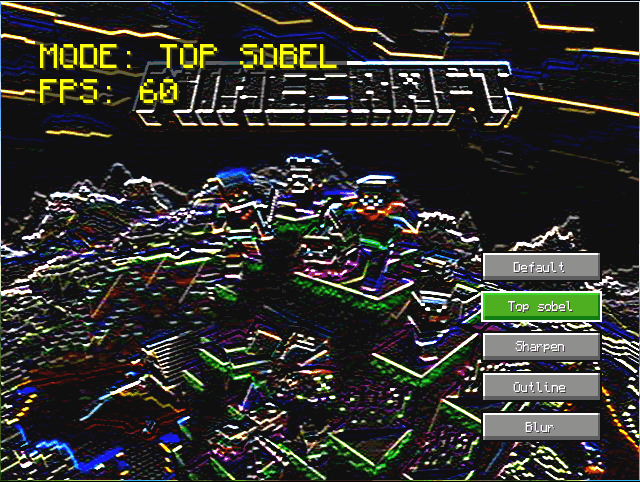 MODE: TOP SOBEL
FPS: 60
Default
Top sobel
Sharpen
Outline
Blur